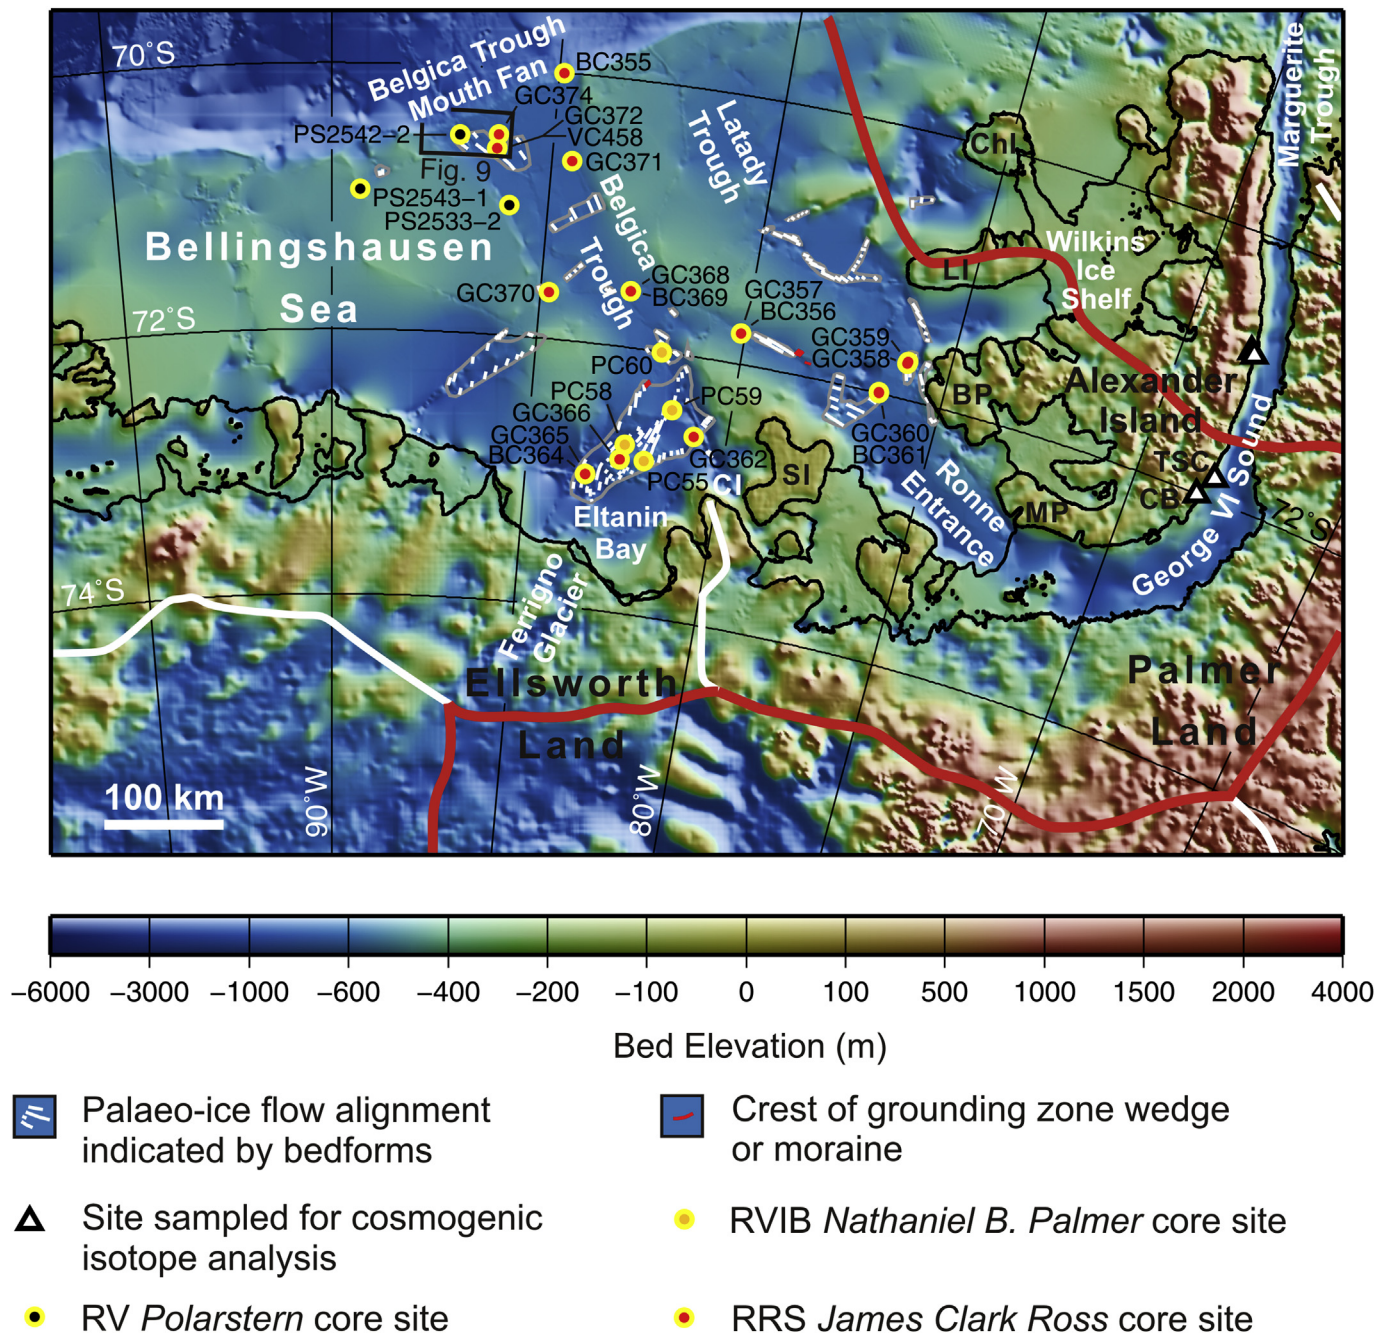 70°S
Belgica Trough
Mouth Fan
BC355
GC374
GC372
VC458
PS2542–2
GC371
Fig. 9
PS2543–1
PS2533–2
Latady
Trough
Marguerite
Trough
ChI
Bellingshausen
Sea
Belgica
Trough
Wilkins
Ice
Shelf
LI
GC370
GC368
BC369
GC357
BC356
72°S
GC359
GC358
PC60
PC58
PC59
GC366
GC365
BC364
GC362
PC55
GC360
BC361
BP
Alexander
Island
TSC
CB
SI
CI
MP
Ronne
Entrance
George VI Sound
72°S
Eltanin
Bay
74°S
Ferrigno
Glacier
Ellsworth
Land
Palmer
Land
100 km
90°W
80°W
70°W
−6000 −3000 −1000 −600 −400 −200 −100 0 100 500 1000 1500 2000 4000
Bed Elevation (m)
Palaeo-ice flow alignment
indicated by bedforms
Crest of grounding zone wedge
or moraine
Site sampled for cosmogenic
isotope analysis
RVIB Nathaniel B. Palmer core site
RV Polarstern core site
RRS James Clark Ross core site